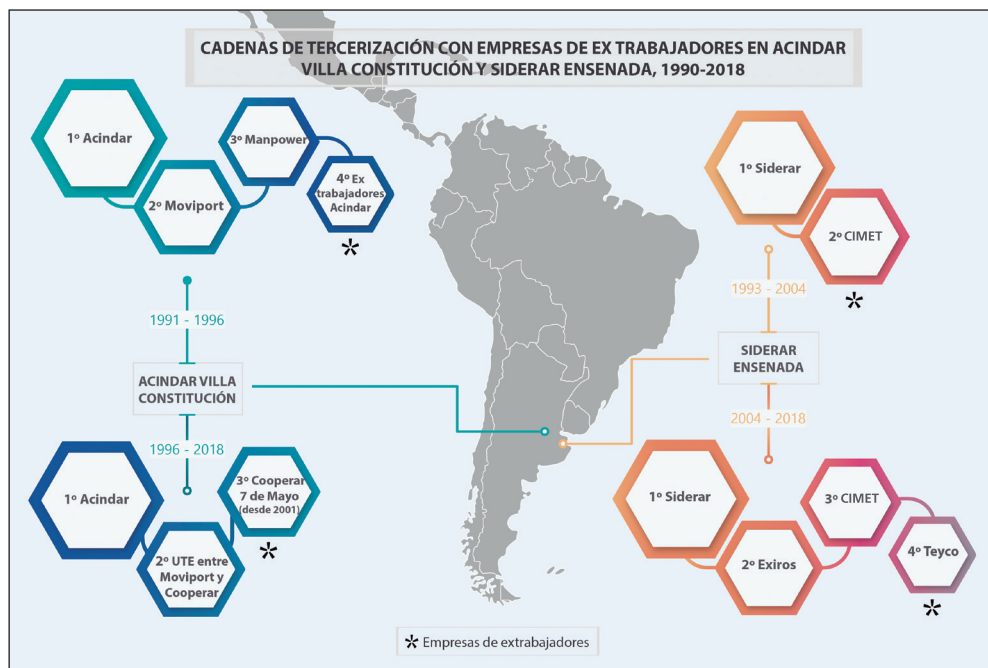 CADENAS DE TERCERIZACIÓN CON EMPRESAS DE EX TRABAJADORES EN ACINDAR
VILLA CONSTITUCIÓN Y SIDERAR ENSENADA, 1990-2018
1º Acindar
2º Moviport
3º Manpower
4º Ex
trabajadores
Acindar
*
1991 - 1996
ACINDAR VILLA
CONSTITUCIÓN
1996 - 2018
1º Acindar
2º UTE entre
Moviport y
Cooperar
3º Cooperar
7 de Mayo
(desde 2001)
*
1º Siderar
2º CIMET
*
1993 - 2004
SIDERAR
ENSENADA
2004 - 2018
1º Siderar
2º Exiros
3º CIMET
4º Teyco
*
* Empresas de extrabajadores